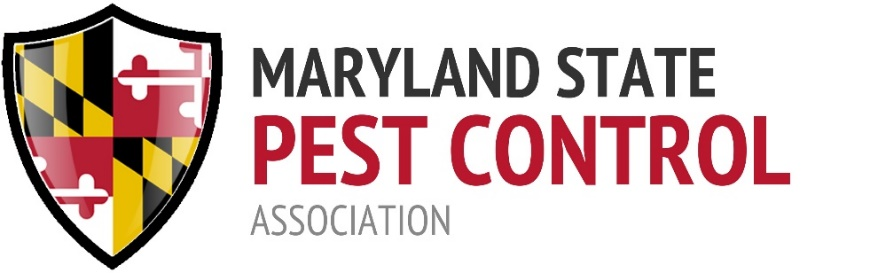 MARYLAND STATE
PEST CONTROL
ASSOCIATION